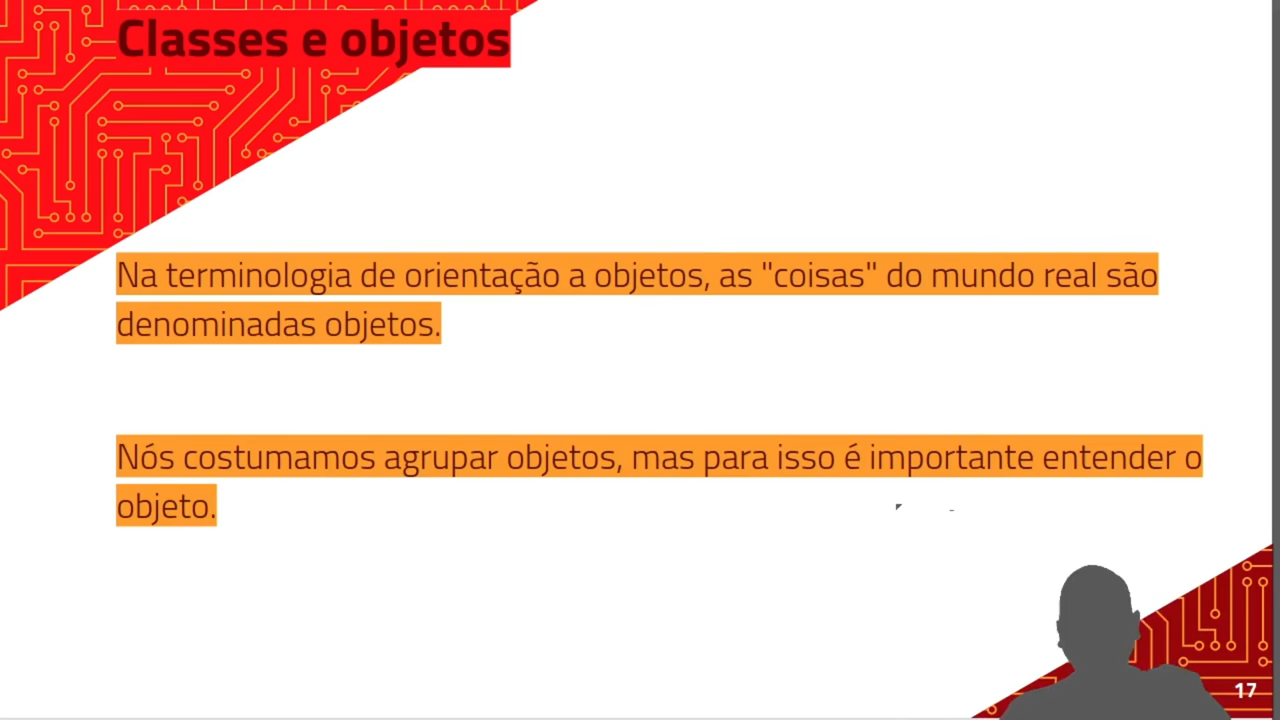 Classes e objetos
Na terminologia de orientação a objetos, as "coisas" do mundo real são
denominadas objetos.
Nós costumamos agrupar objetos, mas para isso é importante entender o
objeto.
17